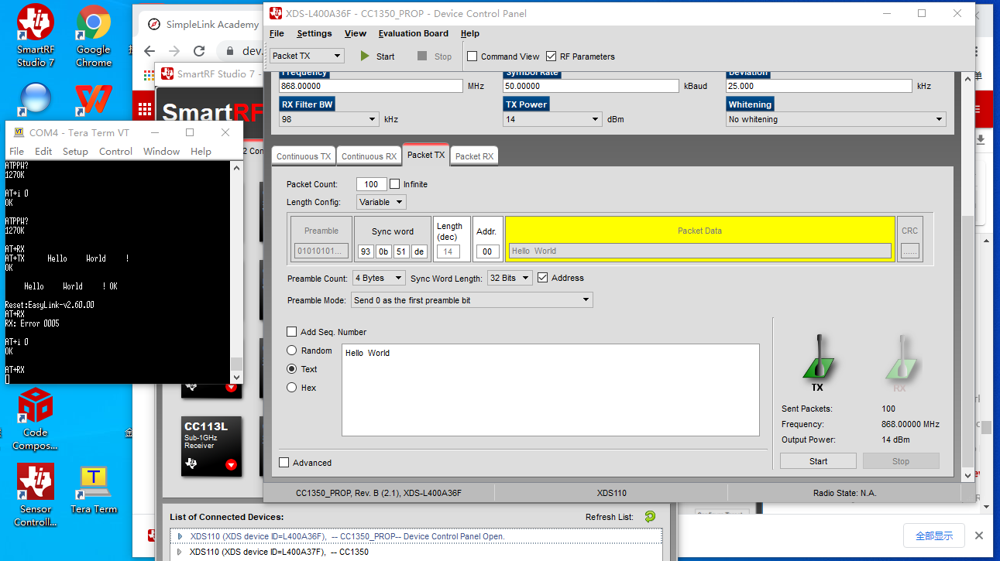 SmartRF
Studio 7
Google
Chrome
SimpleLink Academy
dev.
SmartRF Studio 7 -
SmartRF
2 Con
XDS-L400A36F - CC1350_PROP - Device Control Panel
File Settings View Evaluation Board Help
Packet TX Start Stop Command View RF Parameters
Frequency Symbol Rate Deviation
868.00000 MHz 50.00000 kBaud 25.000 kHz
RX Filter BW TX Power Whitening
98 kHz 14 dBm No whitening
Continuous TX Continuous RX Packet TX Packet RX
Packet Count: 100 Infinite
Length Config: Variable
Preamble Sync word Length (dec) Addr. Packet Data CRC
01010101... 93 0b 51 de 14 00 Hello World ......
Preamble Count: 4 Bytes Sync Word Length: 32 Bits Address
Preamble Mode: Send 0 as the first preamble bit
Add Seq. Number
Random
Text
Hex
Hello World
TX RX
Sent Packets: 100
Frequency: 868.00000 MHz
Output Power: 14 dBm
Start Stop
Advanced
CC1350_PROP, Rev. B (2.1), XDS-L400A36F XDS110 Radio State: N.A.
COM4 - Tera Term VT
File Edit Setup Control Window Help
ATPPW?
1270K
AT+i 0
OK
ATPPW?
1270K
AT+RX
AT+TX Hello World !
OK
Hello World ! OK
Reset:EasyLink-v2.60.00
AT+RX
RX: Error 0005
AT+i 0
OK
AT+RX
CC113L
Sub-1GHz
Receiver
Code
Compos...
Sensor
Controll...
Tera Term
List of Connected Devices: Refresh List:
XDS110 (XDS device ID=L400A36F), -- CC1350_PROP-- Device Control Panel Open.
XDS110 (XDS device ID=L400A37F), -- CC1350
全部显示